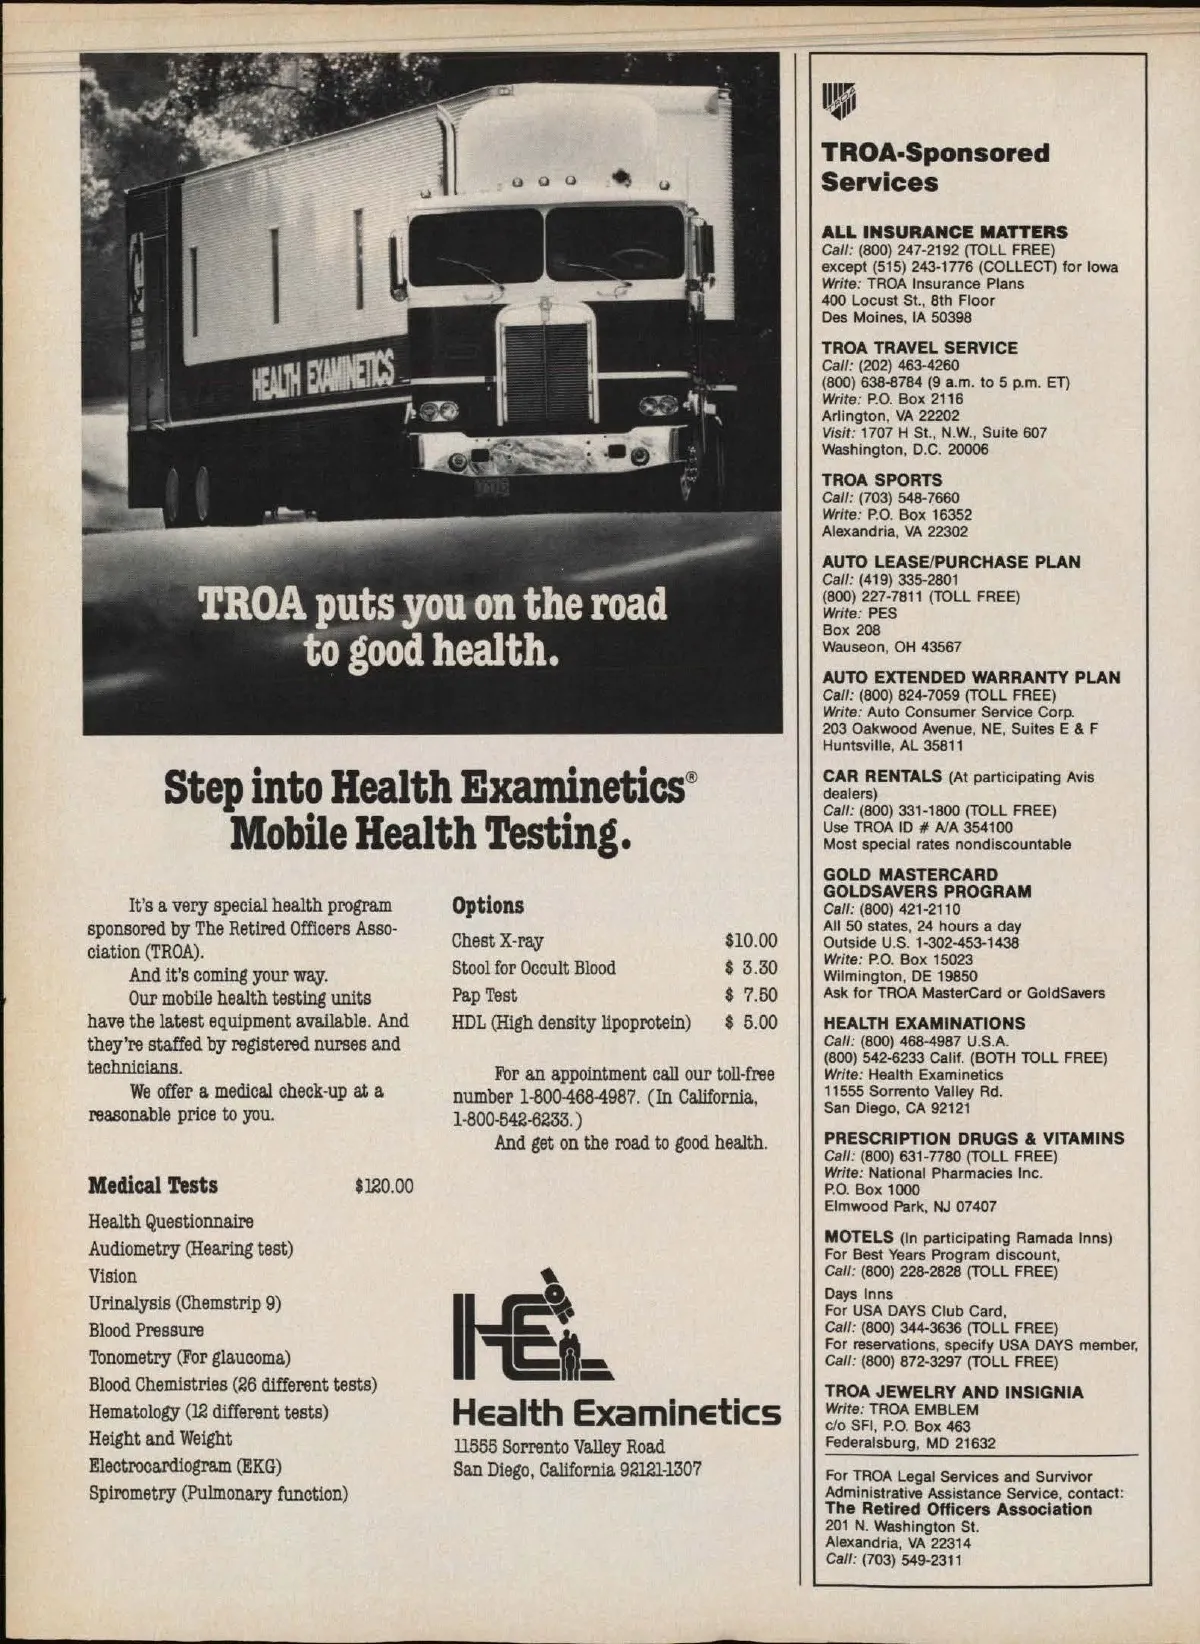 HEALTH EXAMINETICS
TROA puts you on the road
to good health.
Step into Health Examinetics®
Mobile Health Testing.
It's a very special health program
sponsored by The Retired Officers Asso-
ciation (TROA).
And it's coming your way.
Our mobile health testing units
have the latest equipment available. And
they're staffed by registered nurses and
technicians.
We offer a medical check-up at a
reasonable price to you.
Medical Tests $120.00
Health Questionnaire
Audiometry (Hearing test)
Vision
Urinalysis (Chemstrip 9)
Blood Pressure
Tonometry (For glaucoma)
Blood Chemistries (26 different tests)
Hematology (12 different tests)
Height and Weight
Electrocardiogram (EKG)
Spirometry (Pulmonary function)
Options
Chest X-ray $10.00
Stool for Occult Blood $ 3.30
Pap Test $ 7.50
HDL (High density lipoprotein) $ 5.00
For an appointment call our toll-free
number 1-800-468-4987. (In California,
1-800-542-6233.)
And get on the road to good health.
HE
Health Examinetics
11555 Sorrento Valley Road
San Diego, California 92121-1307
TROA
TROA-Sponsored
Services
ALL INSURANCE MATTERS
Call: (800) 247-2192 (TOLL FREE)
except (515) 243-1776 (COLLECT) for Iowa
Write: TROA Insurance Plans
400 Locust St., 8th Floor
Des Moines, IA 50398
TROA TRAVEL SERVICE
Call: (202) 463-4260
(800) 638-8784 (9 a.m. to 5 p.m. ET)
Write: P.O. Box 2116
Arlington, VA 22202
Visit: 1707 H St., N.W., Suite 607
Washington, D.C. 20006
TROA SPORTS
Call: (703) 548-7660
Write: P.O. Box 16352
Alexandria, VA 22302
AUTO LEASE/PURCHASE PLAN
Call: (419) 335-2801
(800) 227-7811 (TOLL FREE)
Write: PES
Box 208
Wauseon, OH 43567
AUTO EXTENDED WARRANTY PLAN
Call: (800) 824-7059 (TOLL FREE)
Write: Auto Consumer Service Corp.
203 Oakwood Avenue, NE, Suites E & F
Huntsville, AL 35811
CAR RENTALS (At participating Avis
dealers)
Call: (800) 331-1800 (TOLL FREE)
Use TROA ID # A/A 354100
Most special rates nondiscountable
GOLD MASTERCARD
GOLDSAVERS PROGRAM
Call: (800) 421-2110
All 50 states, 24 hours a day
Outside U.S. 1-302-453-1438
Write: P.O. Box 15023
Wilmington, DE 19850
Ask for TROA MasterCard or GoldSavers
HEALTH EXAMINATIONS
Call: (800) 468-4987 U.S.A.
(800) 542-6233 Calif. (BOTH TOLL FREE)
Write: Health Examinetics
11555 Sorrento Valley Rd.
San Diego, CA 92121
PRESCRIPTION DRUGS & VITAMINS
Call: (800) 631-7780 (TOLL FREE)
Write: National Pharmacies Inc.
P.O. Box 1000
Elmwood Park, NJ 07407
MOTELS (In participating Ramada Inns)
For Best Years Program discount,
Call: (800) 228-2828 (TOLL FREE)
Days Inns
For USA DAYS Club Card,
Call: (800) 344-3636 (TOLL FREE)
For reservations, specify USA DAYS member,
Call: (800) 872-3297 (TOLL FREE)
TROA JEWELRY AND INSIGNIA
Write: TROA EMBLEM
c/o SFI, P.O. Box 463
Federalsburg, MD 21632
For TROA Legal Services and Survivor
Administrative Assistance Service, contact:
The Retired Officers Association
201 N. Washington St.
Alexandria, VA 22314
Call: (703) 549-2311